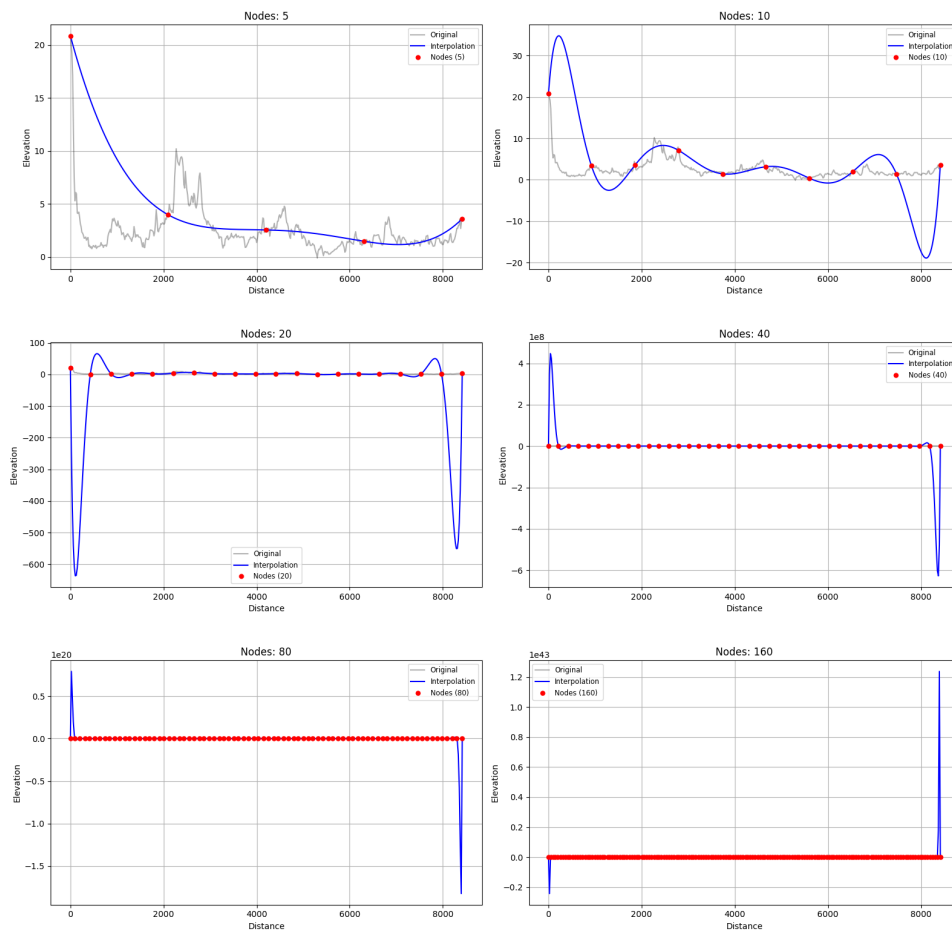 Nodes: 5
Elevation
20
15
10
5
0
Original
Interpolation
Nodes (5)
0 2000 4000 6000 8000
Distance
Nodes: 10
Elevation
30
20
10
0
−10
−20
Original
Interpolation
Nodes (10)
0 2000 4000 6000 8000
Distance
Nodes: 20
Elevation
100
0
−100
−200
−300
−400
−500
−600
Original
Interpolation
Nodes (20)
0 2000 4000 6000 8000
Distance
Nodes: 40
1e8
Elevation
4
2
0
−2
−4
−6
Original
Interpolation
Nodes (40)
0 2000 4000 6000 8000
Distance
Nodes: 80
1e20
Elevation
0.5
0.0
−0.5
−1.0
−1.5
Original
Interpolation
Nodes (80)
0 2000 4000 6000 8000
Distance
Nodes: 160
1e43
Elevation
1.2
1.0
0.8
0.6
0.4
0.2
0.0
−0.2
Original
Interpolation
Nodes (160)
0 2000 4000 6000 8000
Distance